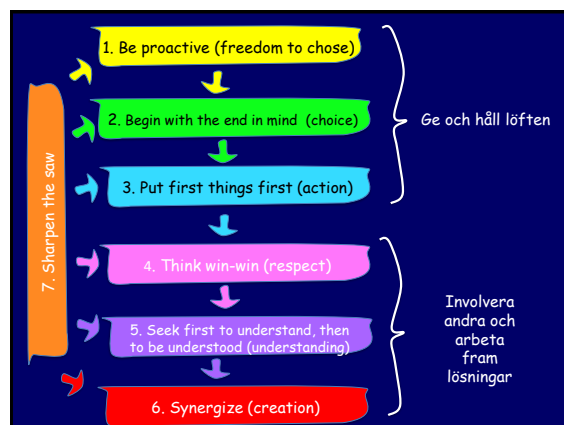 1. Be proactive (freedom to chose)
2. Begin with the end in mind (choice)
3. Put first things first (action)
Ge och håll löften
7. Sharpen the saw
4. Think win-win (respect)
5. Seek first to understand, then
to be understood (understanding)
6. Synergize (creation)
Involvera
andra och
arbeta
fram
lösningar